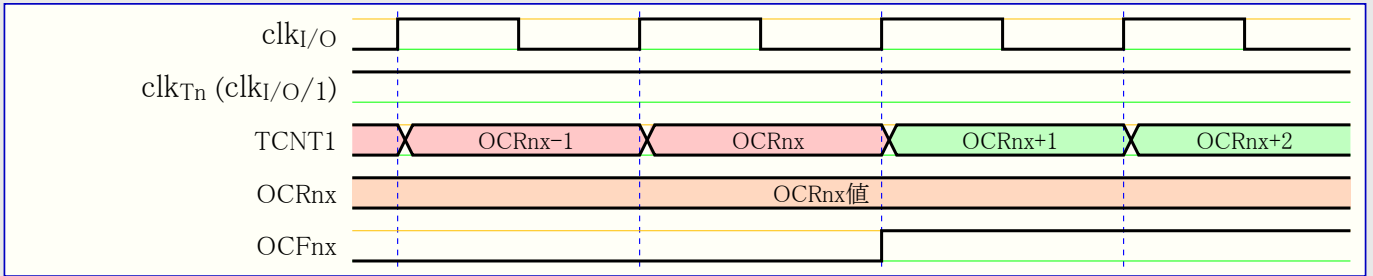 clkI/O
clkTn (clkI/O/1)
TCNT1 OCRnx-1 OCRnx OCRnx+1 OCRnx+2
OCRnx OCRnx値
OCFnx